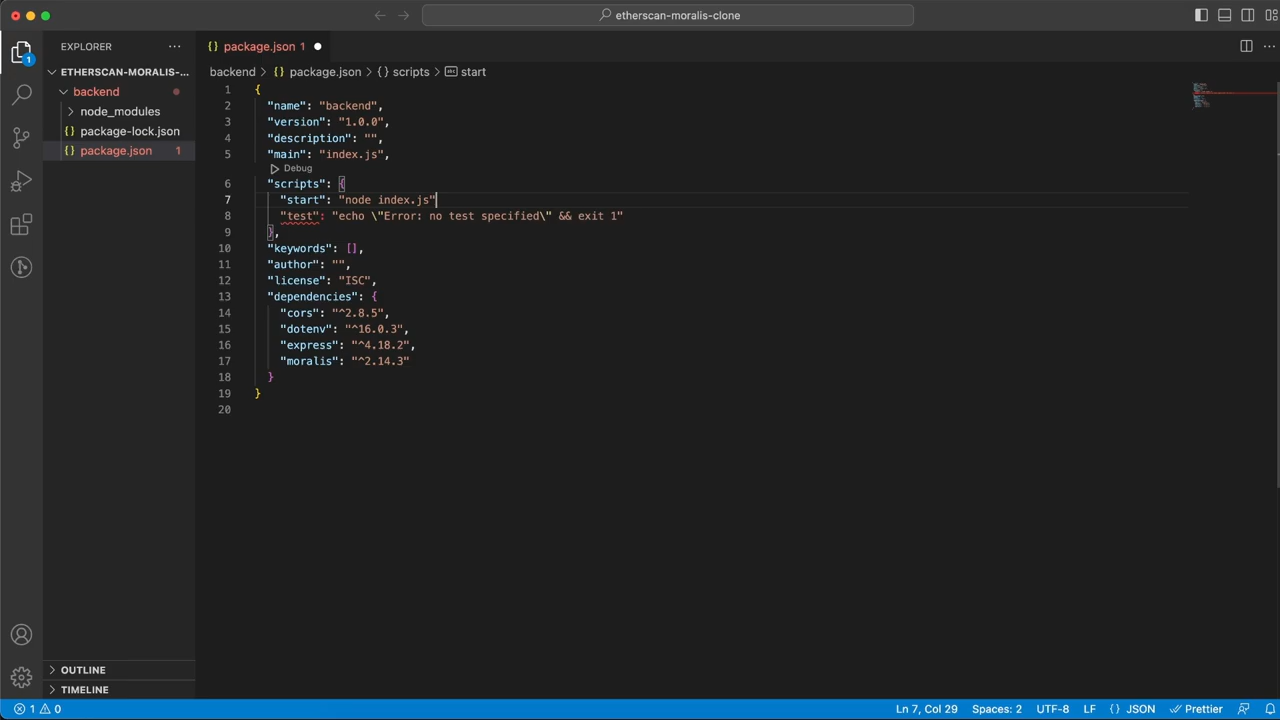 etherscan-moralis-clone
EXPLORER
ETHERSCAN-MORALIS-...
backend
node_modules
package-lock.json
package.json 1
OUTLINE
TIMELINE
package.json 1
backend > package.json > scripts > start
1 {
2 "name": "backend",
3 "version": "1.0.0",
4 "description": "",
5 "main": "index.js",
Debug
6 "scripts": {
7 "start": "node index.js"
8 "test": "echo \"Error: no test specified\" && exit 1"
9 },
10 "keywords": [],
11 "author": "",
12 "license": "ISC",
13 "dependencies": {
14 "cors": "^2.8.5",
15 "dotenv": "^16.0.3",
16 "express": "^4.18.2",
17 "moralis": "^2.14.3"
18 }
19 }
20
1 0 Ln 7, Col 29 Spaces: 2 UTF-8 LF {} JSON Prettier